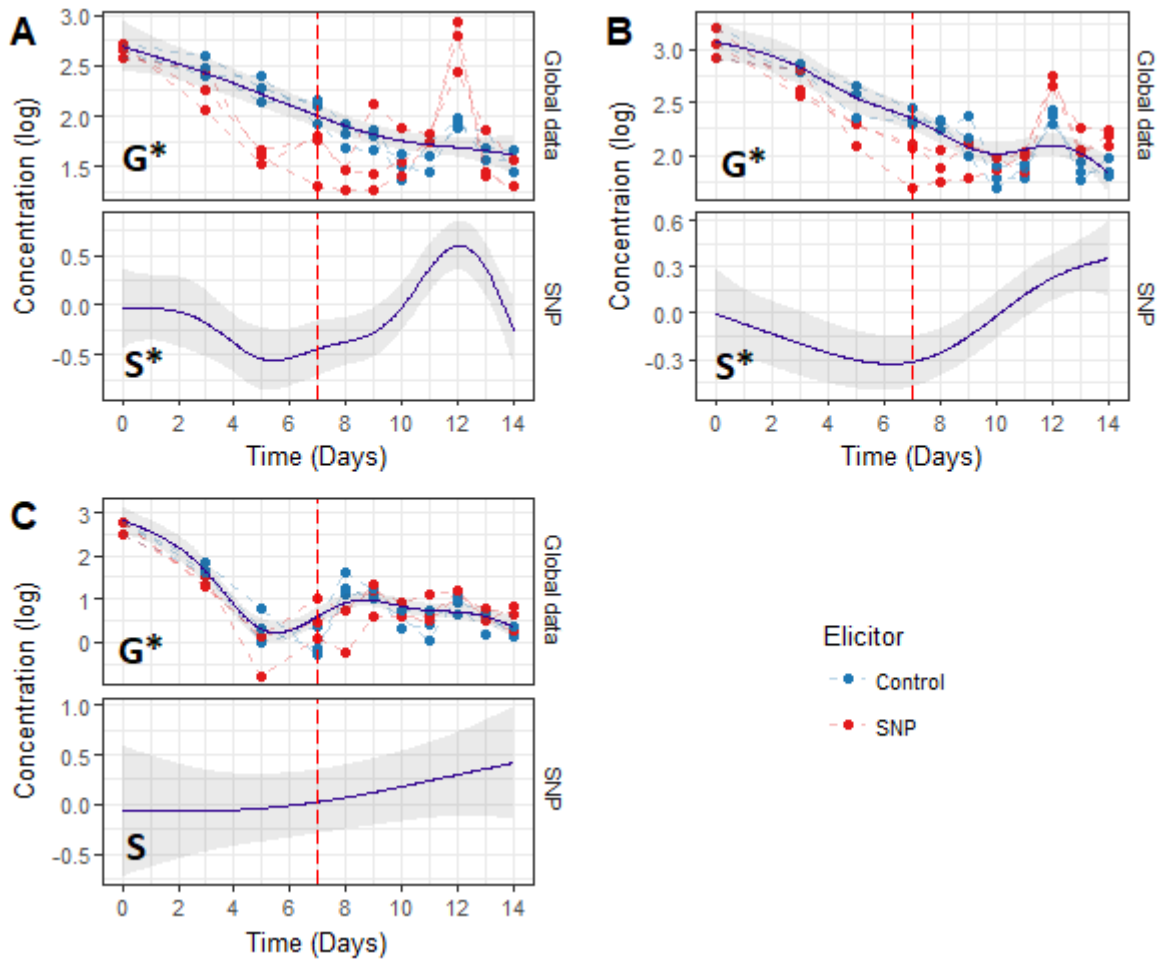 A
3.0
2.5
2.0
1.5
G*
Global data
0.5
0.0
-0.5
S*
SNP
Concentration (log)
0 2 4 6 8 10 12 14
Time (Days)
B
3.0
2.5
2.0
G*
Global data
0.6
0.3
0.0
-0.3
S*
SNP
Concentraion (log)
0 2 4 6 8 10 12 14
Time (Days)
C
3
2
1
0
G*
Global data
1.0
0.5
0.0
-0.5
S
SNP
Concentration (log)
0 2 4 6 8 10 12 14
Time (Days)
Elicitor
Control
SNP